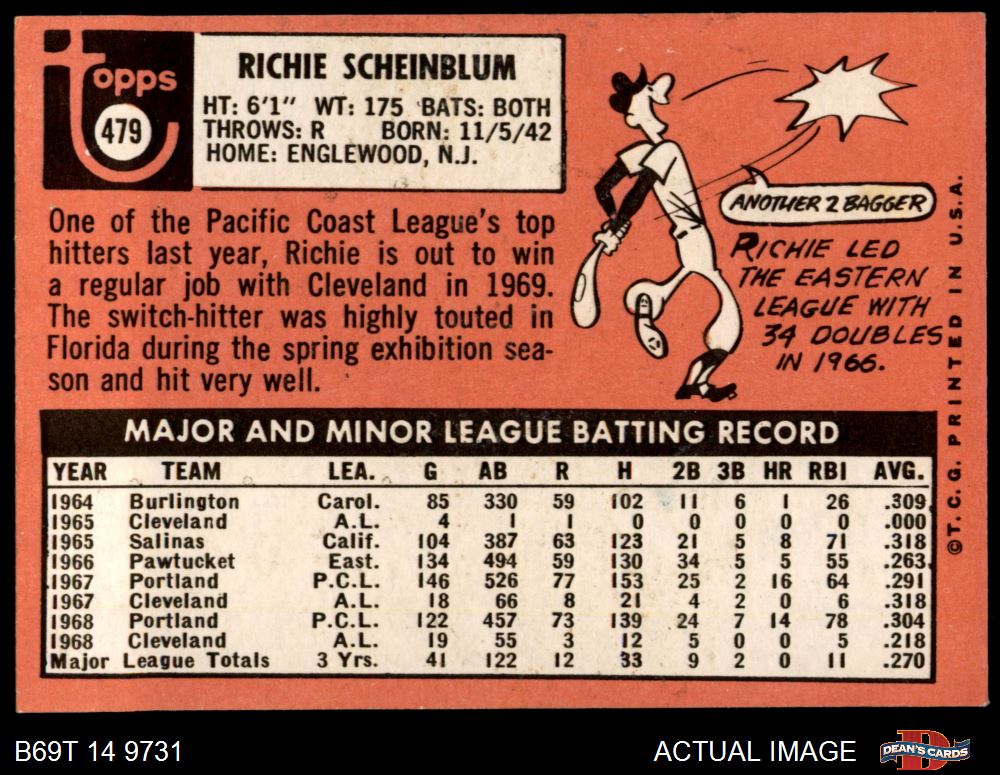 topps
479
RICHIE SCHEINBLUM
HT: 6'1" WT: 175 BATS: BOTH
THROWS: R BORN: 11/5/42
HOME: ENGLEWOOD, N.J.
One of the Pacific Coast League's top
hitters last year, Richie is out to win
a regular job with Cleveland in 1969.
The switch-hitter was highly touted in
Florida during the spring exhibition sea-
son and hit very well.
ANOTHER 2 BAGGER
RICHIE LED
THE EASTERN
LEAGUE WITH
34 DOUBLES
IN 1966.
©T.C.G. PRINTED IN U.S.A.
MAJOR AND MINOR LEAGUE BATTING RECORD
YEAR TEAM LEA. G AB R H 2B 3B HR RBI AVG.
1964 Burlington Carol. 85 330 59 102 11 6 1 26 .309
1965 Cleveland A.L. 4 1 1 0 0 0 0 0 .000
1965 Salinas Calif. 104 387 63 123 21 5 8 71 .318
1966 Pawtucket East. 134 494 59 130 34 5 5 55 .263
1967 Portland P.C.L. 146 526 77 153 25 2 16 64 .291
1967 Cleveland A.L. 18 66 8 21 4 2 0 6 .318
1968 Portland P.C.L. 122 457 73 139 24 7 14 78 .304
1968 Cleveland A.L. 19 55 3 12 5 0 0 5 .218
Major League Totals 3 Yrs. 41 122 12 33 9 2 0 11 .270
B69T 14 9731
ACTUAL IMAGE
D
DEAN'S CARDS